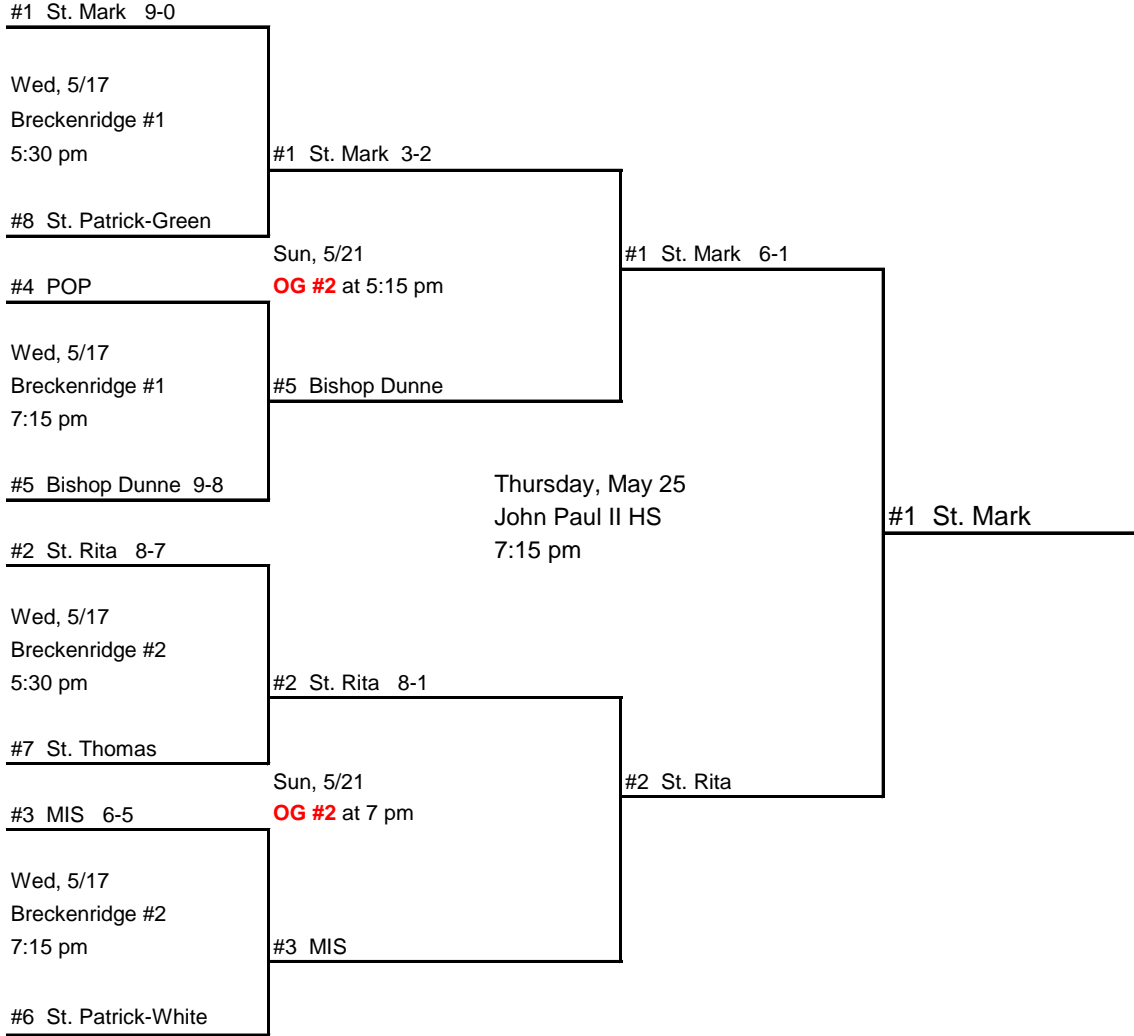 #1 St. Mark 9-0
Wed, 5/17
Breckenridge #1
5:30 pm
#8 St. Patrick-Green
#4 POP
Wed, 5/17
Breckenridge #1
7:15 pm
#5 Bishop Dunne 9-8
#2 St. Rita 8-7
Wed, 5/17
Breckenridge #2
5:30 pm
#7 St. Thomas
#3 MIS 6-5
Wed, 5/17
Breckenridge #2
7:15 pm
#6 St. Patrick-White
#1 St. Mark 3-2
Sun, 5/21
OG #2 at 5:15 pm
#5 Bishop Dunne
#2 St. Rita 8-1
Sun, 5/21
OG #2 at 7 pm
#3 MIS
#1 St. Mark 6-1
Thursday, May 25
John Paul II HS
7:15 pm
#2 St. Rita
#1 St. Mark